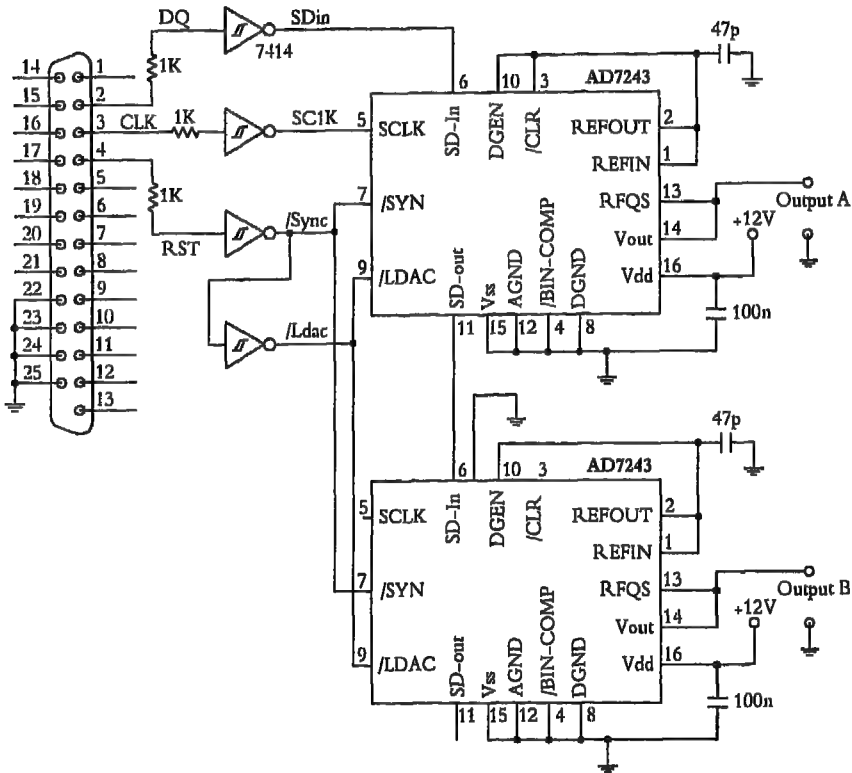 DQ
SDin
7414
1K
47p
14
1
15
2
16
3
CLK
1K
SC1K
17
4
18
5
1K
19
6
20
7
RST
/Sync
21
8
22
9
23
10
/Ldac
24
11
25
12
13
6
10
3
AD7243
SD-In
DGEN
/CLR
5
SCLK
REFOUT
2
REFIN
1
7
/SYN
RFQS
13
Output A
Vout
14
+12V
9
/LDAC
Vdd
16
SD-out
Vss
AGND
/BIN-COMP
DGND
100n
11
15
12
4
8
47p
6
10
3
AD7243
SD-In
DGEN
/CLR
5
SCLK
REFOUT
2
REFIN
1
7
/SYN
RFQS
13
Output B
Vout
14
+12V
9
/LDAC
Vdd
16
SD-out
Vss
AGND
/BIN-COMP
DGND
100n
11
15
12
4
8